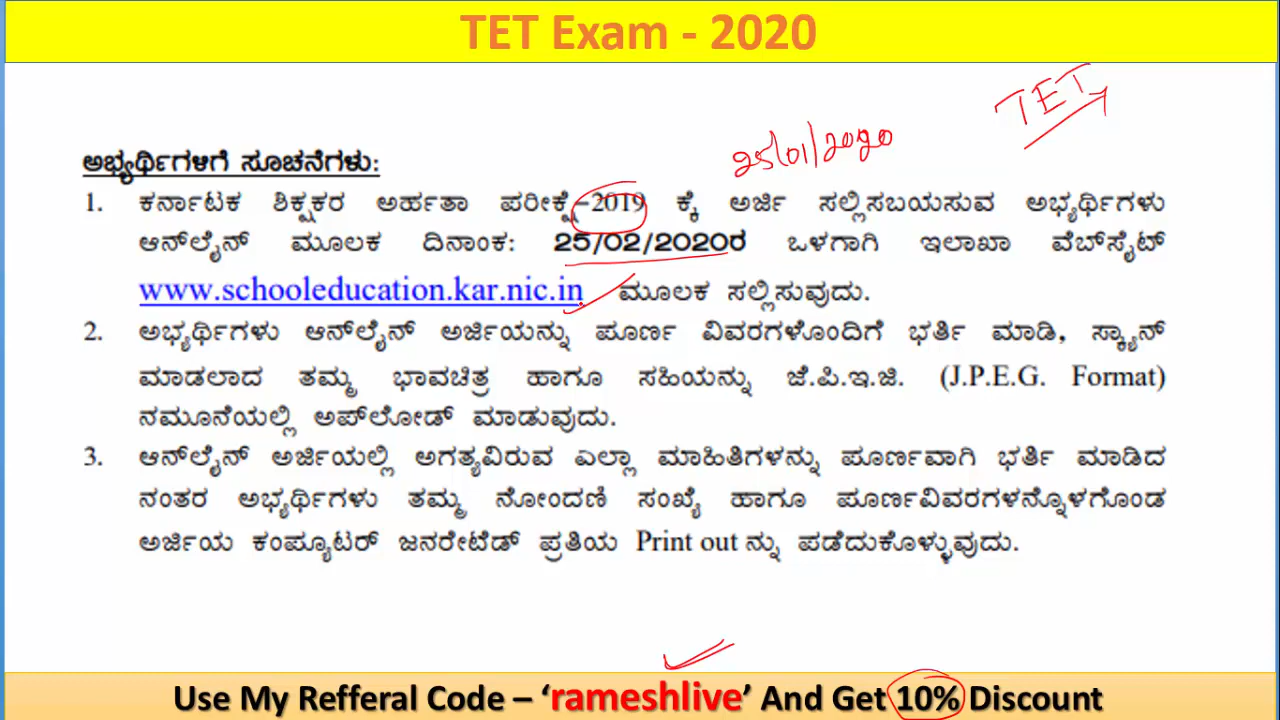 TET Exam - 2020
TET
25/01/2020
ಅಭ್ಯರ್ಥಿಗಳಿಗೆ ಸೂಚನೆಗಳು:
1. ಕರ್ನಾಟಕ ಶಿಕ್ಷಕರ ಅರ್ಹತಾ ಪರೀಕ್ಷೆ-2019 ಕ್ಕೆ ಅರ್ಜಿ ಸಲ್ಲಿಸಬಯಸುವ ಅಭ್ಯರ್ಥಿಗಳು
ಆನ್‌ಲೈನ್ ಮೂಲಕ ದಿನಾಂಕ: 25/02/2020ರ ಒಳಗಾಗಿ ಇಲಾಖಾ ವೆಬ್‌ಸೈಟ್
www.schooleducation.kar.nic.in ಮೂಲಕ ಸಲ್ಲಿಸುವುದು.
2. ಅಭ್ಯರ್ಥಿಗಳು ಆನ್‌ಲೈನ್ ಅರ್ಜಿಯನ್ನು ಪೂರ್ಣ ವಿವರಗಳೊಂದಿಗೆ ಭರ್ತಿ ಮಾಡಿ, ಸ್ಕ್ಯಾನ್
ಮಾಡಲಾದ ತಮ್ಮ ಭಾವಚಿತ್ರ ಹಾಗೂ ಸಹಿಯನ್ನು ಜೆ.ಪಿ.ಇ.ಜಿ. (J.P.E.G. Format)
ನಮೂನೆಯಲ್ಲಿ ಅಪ್‌ಲೋಡ್ ಮಾಡುವುದು.
3. ಆನ್‌ಲೈನ್ ಅರ್ಜಿಯಲ್ಲಿ ಅಗತ್ಯವಿರುವ ಎಲ್ಲಾ ಮಾಹಿತಿಗಳನ್ನು ಪೂರ್ಣವಾಗಿ ಭರ್ತಿ ಮಾಡಿದ
ನಂತರ ಅಭ್ಯರ್ಥಿಗಳು ತಮ್ಮ ನೋಂದಣಿ ಸಂಖ್ಯೆ ಹಾಗೂ ಪೂರ್ಣವಿವರಗಳನ್ನೊಳಗೊಂಡ
ಅರ್ಜಿಯ ಕಂಪ್ಯೂಟರ್ ಜನರೇಟೆಡ್ ಪ್ರತಿಯ Print out ನ್ನು ಪಡೆದುಕೊಳ್ಳುವುದು.
Use My Refferal Code – ‘rameshlive’ And Get 10% Discount